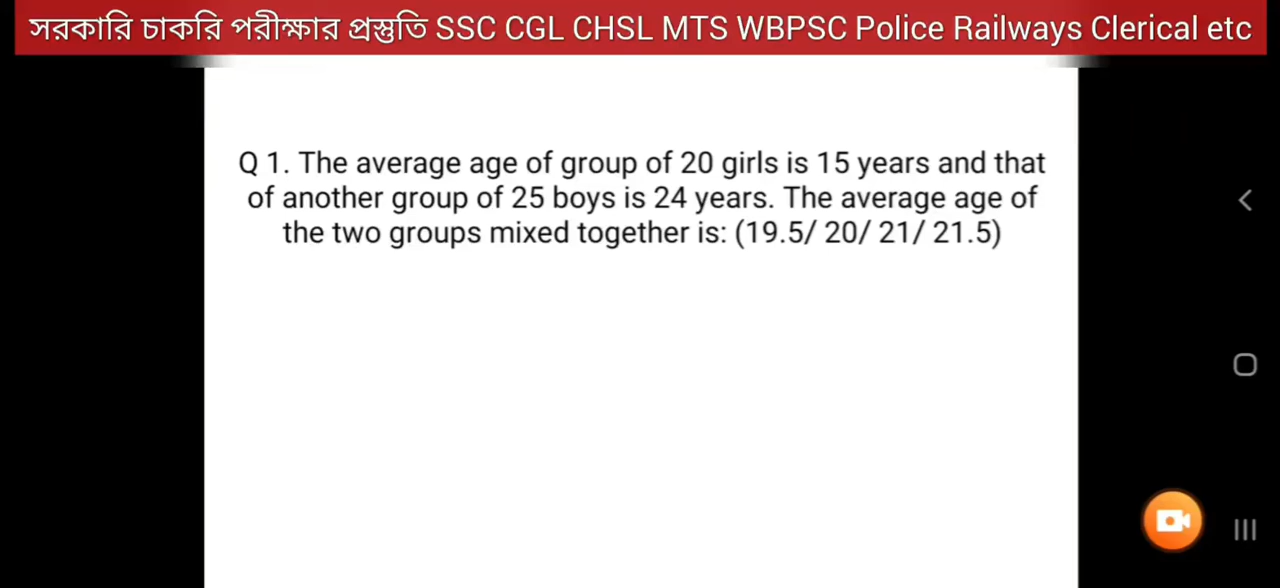 সরকারি চাকরি পরীক্ষার প্রস্তুতি SSC CGL CHSL MTS WBPSC Police Railways Clerical etc
Q 1. The average age of group of 20 girls is 15 years and that
of another group of 25 boys is 24 years. The average age of
the two groups mixed together is: (19.5/ 20/ 21/ 21.5)